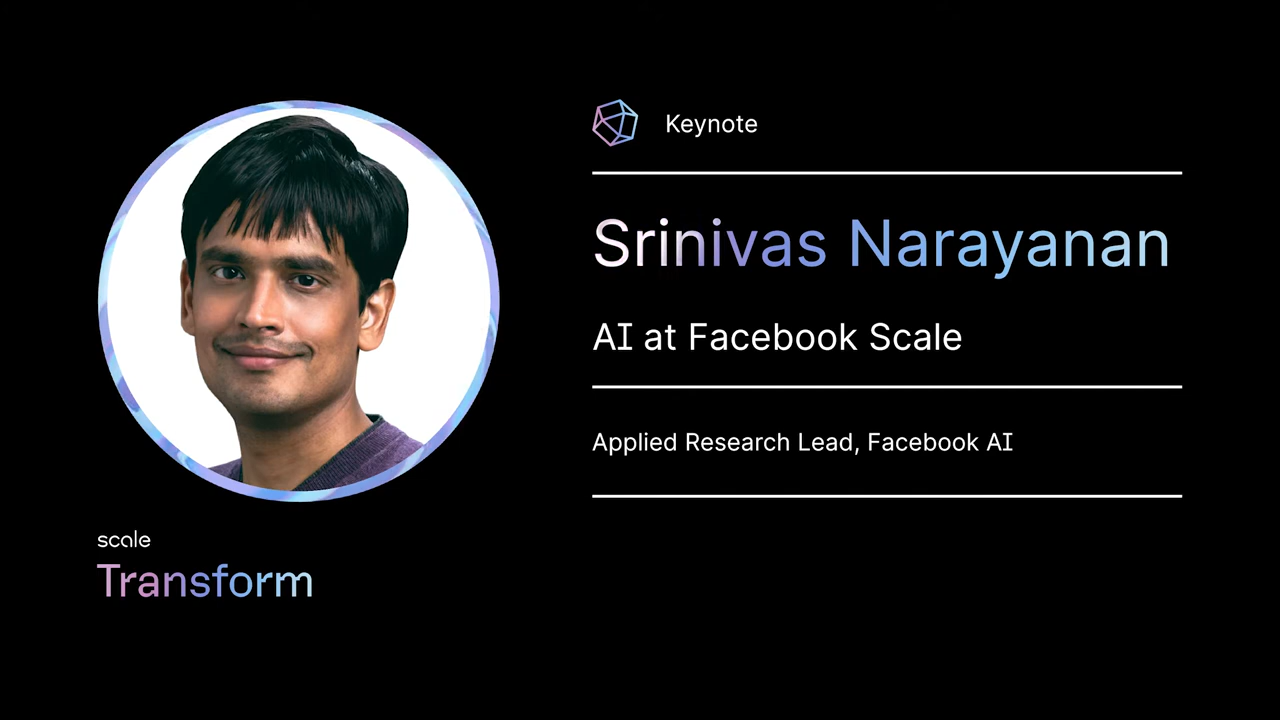 Keynote
Srinivas Narayanan
AI at Facebook Scale
Applied Research Lead, Facebook AI
scale
Transform